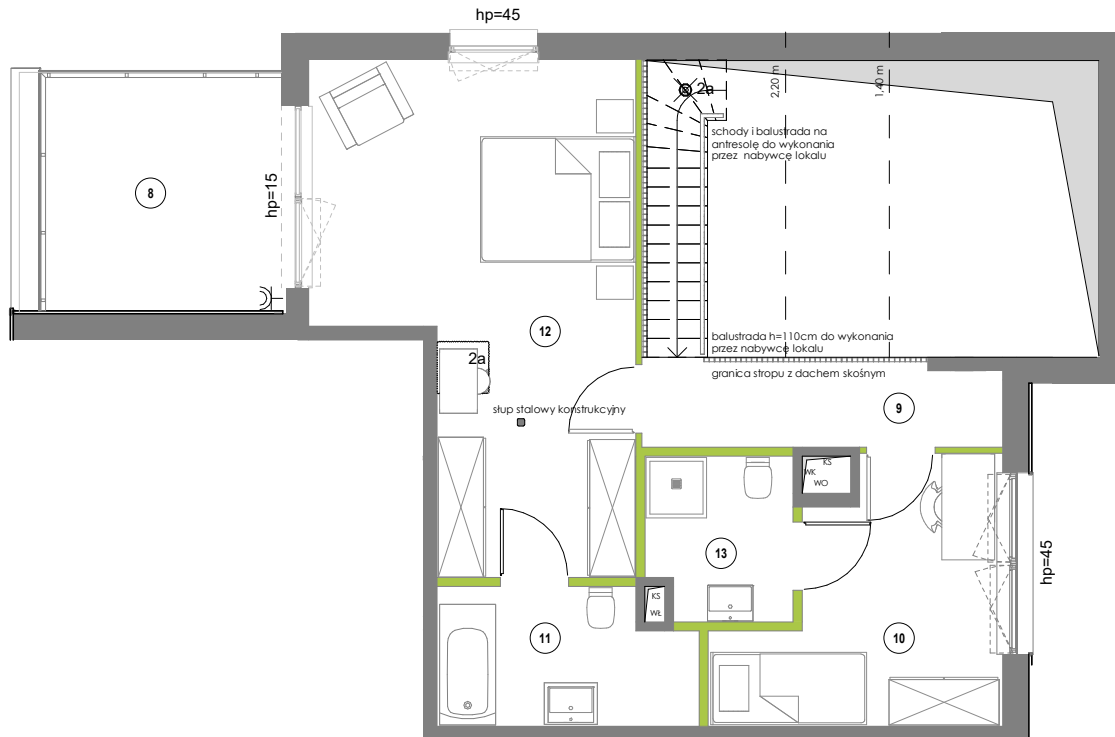 hp=45
2a
2,20 m
1,40 m
schody i balustrada na
antresolę do wykonania
przez nabywcę lokalu
8
hp=15
12
balustrada h=110cm do wykonania
przez nabywcę lokalu
2a
granica stropu z dachem skośnym
słup stalowy konstrukcyjny
9
KS
WK
WO
13
hp=45
KS
WŁ
11
10